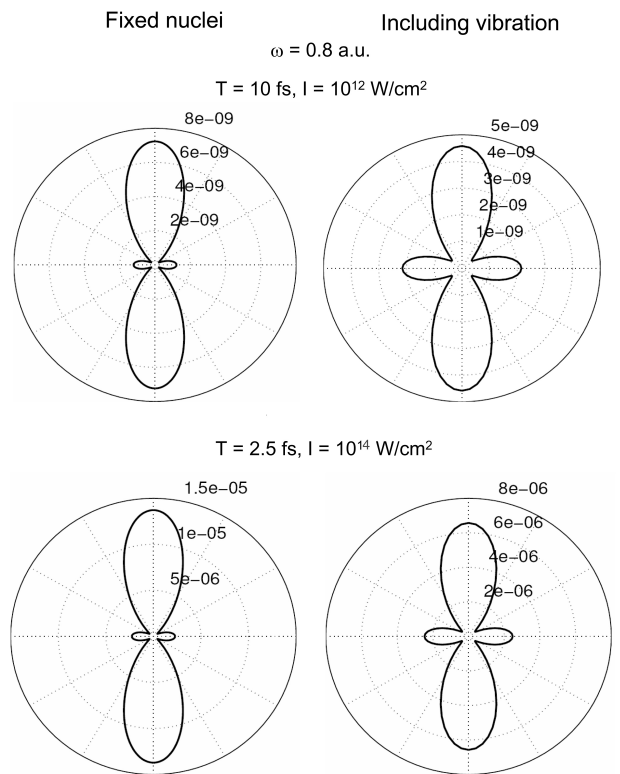 Fixed nuclei
Including vibration
ω = 0.8 a.u.
T = 10 fs, I = 10¹² W/cm²
8e−09
6e−09
4e−09
2e−09
5e−09
4e−09
3e−09
2e−09
1e−09
T = 2.5 fs, I = 10¹⁴ W/cm²
1.5e−05
1e−05
5e−06
8e−06
6e−06
4e−06
2e−06